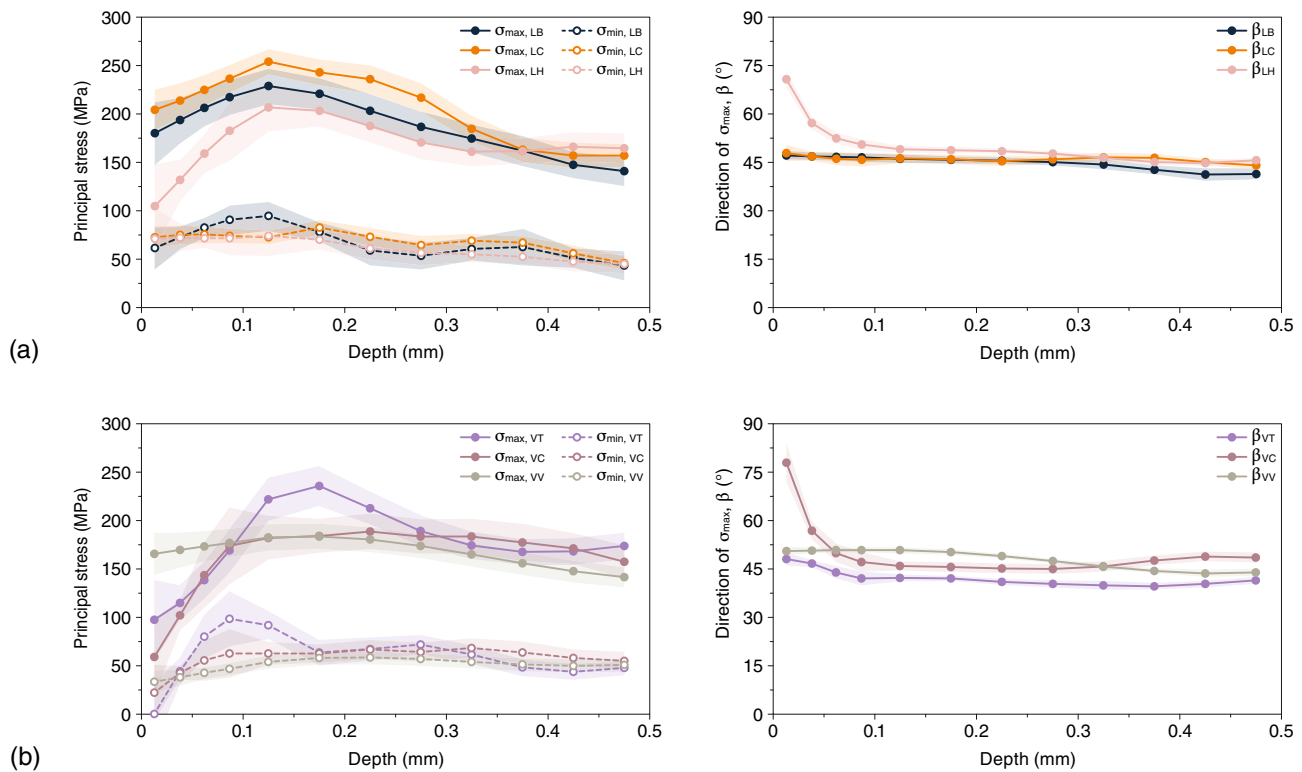 300
250
200
150
100
50
0
Principal stress (MPa)
σmax, LB σmin, LB
σmax, LC σmin, LC
σmax, LH σmin, LH
0 0.1 0.2 0.3 0.4 0.5
Depth (mm)
90
75
60
45
30
15
0
Direction of σmax, β (°)
βLB
βLC
βLH
0 0.1 0.2 0.3 0.4 0.5
Depth (mm)
(a)
300
250
200
150
100
50
0
Principal stress (MPa)
σmax, VT σmin, VT
σmax, VC σmin, VC
σmax, VV σmin, VV
0 0.1 0.2 0.3 0.4 0.5
Depth (mm)
90
75
60
45
30
15
0
Direction of σmax, β (°)
βVT
βVC
βVV
0 0.1 0.2 0.3 0.4 0.5
Depth (mm)
(b)